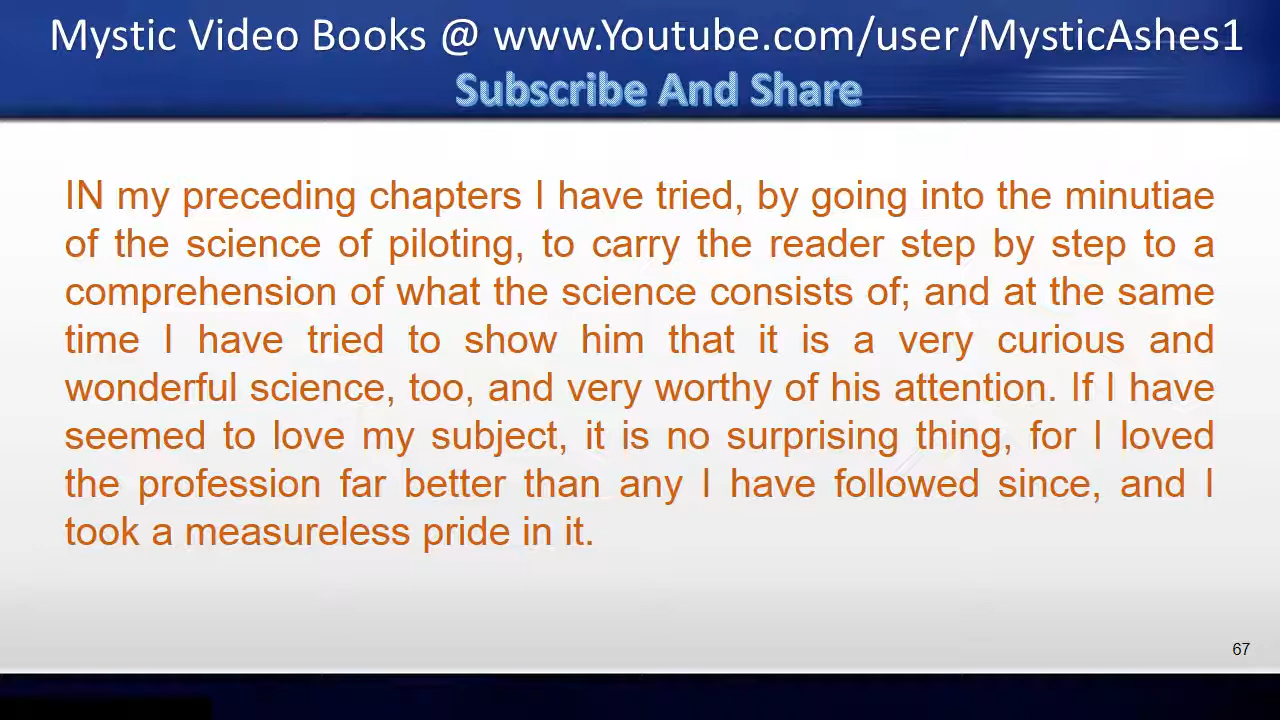 Mystic Video Books @ www.Youtube.com/user/MysticAshes1
Subscribe And Share
IN my preceding chapters I have tried, by going into the minutiae
of the science of piloting, to carry the reader step by step to a
comprehension of what the science consists of; and at the same
time I have tried to show him that it is a very curious and
wonderful science, too, and very worthy of his attention. If I have
seemed to love my subject, it is no surprising thing, for I loved
the profession far better than any I have followed since, and I
took a measureless pride in it.
67